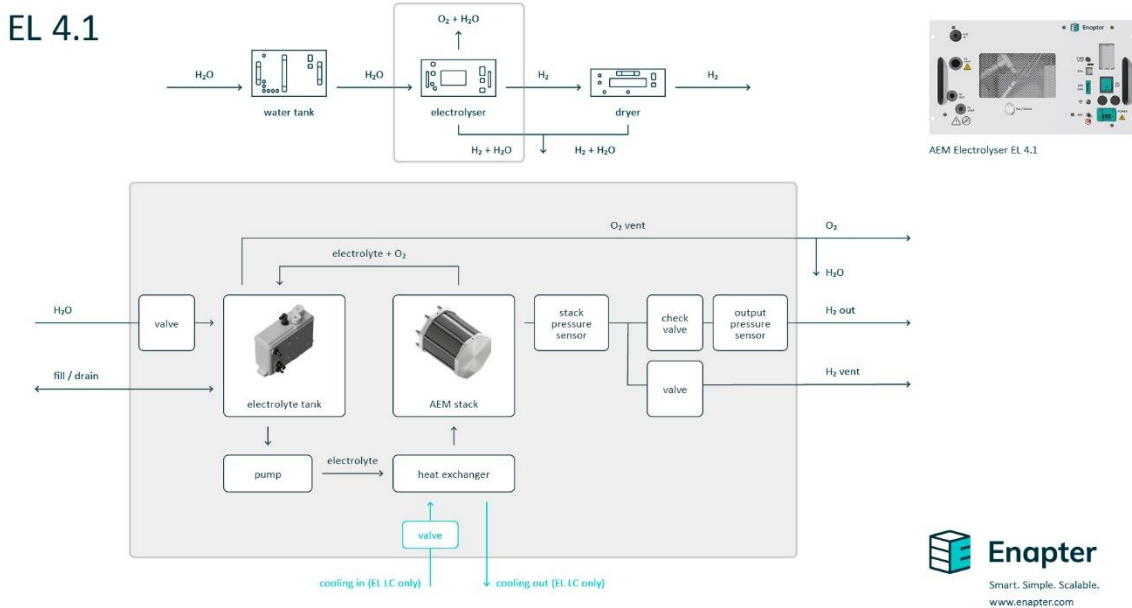 EL 4.1
O₂ + H₂O
H₂O
H₂O
H₂
H₂
water tank
electrolyser
dryer
H₂ + H₂O
H₂ + H₂O
Enapter
AEM Electrolyser EL 4.1
O₂ vent
O₂
electrolyte + O₂
H₂O
H₂O
valve
stack
pressure
sensor
check
valve
output
pressure
sensor
H₂ out
fill / drain
electrolyte tank
AEM stack
valve
H₂ vent
pump
electrolyte
heat exchanger
valve
cooling in (EL LC only)
cooling out (EL LC only)
Enapter
Smart. Simple. Scalable.
www.enapter.com